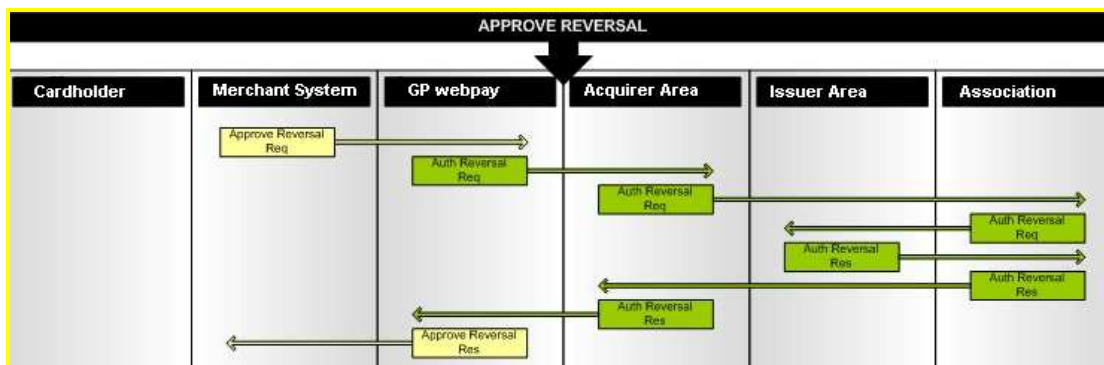 APPROVE REVERSAL
Cardholder
Merchant System
GP webpay
Acquirer Area
Issuer Area
Association
Approve Reversal
Req
Auth Reversal
Req
Auth Reversal
Req
Auth Reversal
Req
Auth Reversal
Res
Auth Reversal
Res
Auth Reversal
Res
Approve Reversal
Res